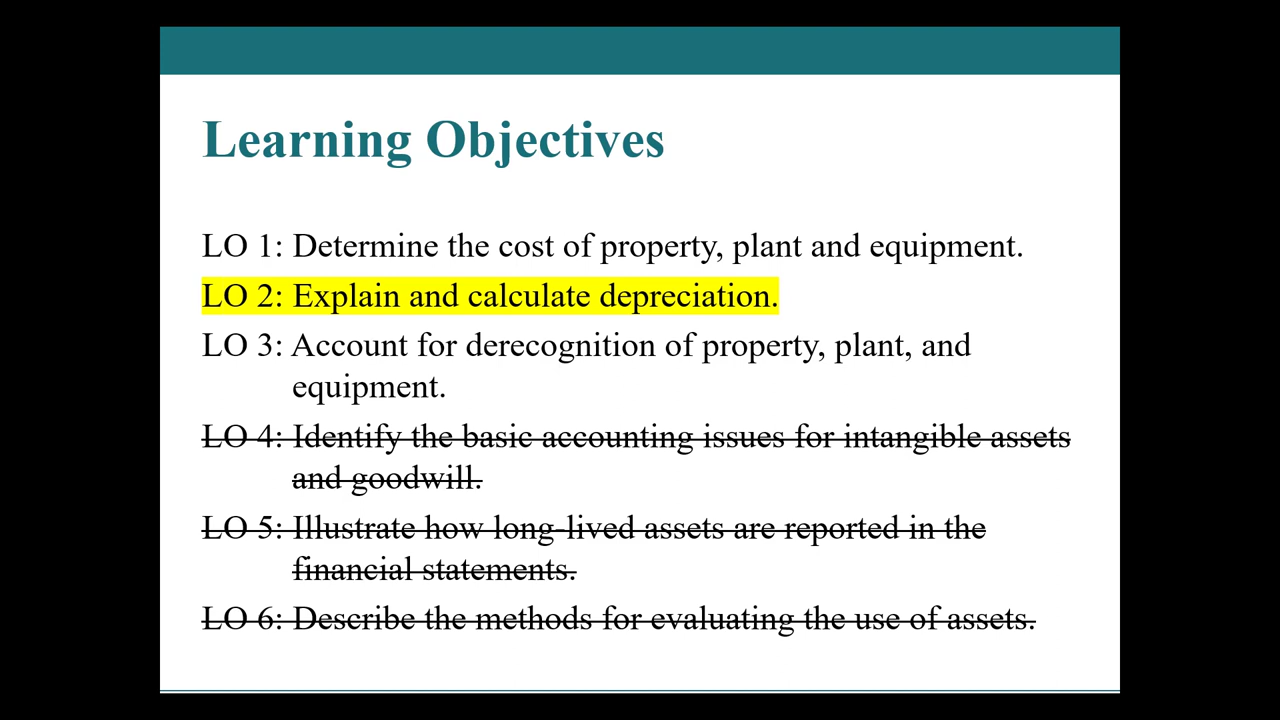 Learning Objectives
LO 1: Determine the cost of property, plant and equipment.
LO 2: Explain and calculate depreciation.
LO 3: Account for derecognition of property, plant, and
equipment.
LO 4: Identify the basic accounting issues for intangible assets
and goodwill.
LO 5: Illustrate how long-lived assets are reported in the
financial statements.
LO 6: Describe the methods for evaluating the use of assets.